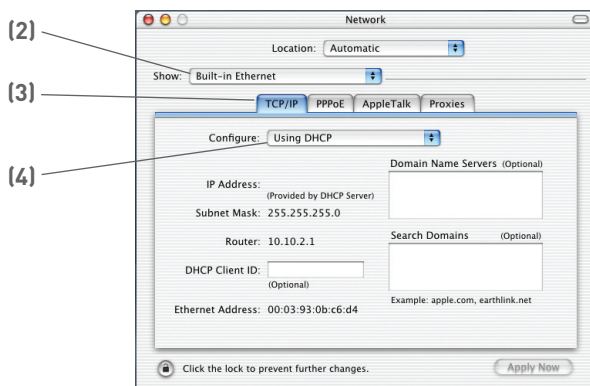 Network
(2)
Location: Automatic
Show: Built-in Ethernet
(3)
TCP/IP PPPoE AppleTalk Proxies
Configure: Using DHCP
(4)
Domain Name Servers (Optional)
IP Address:
(Provided by DHCP Server)
Subnet Mask: 255.255.255.0
Router: 10.10.2.1
Search Domains (Optional)
DHCP Client ID:
(Optional)
Example: apple.com, earthlink.net
Ethernet Address: 00:03:93:0b:c6:d4
Click the lock to prevent further changes.
Apply Now